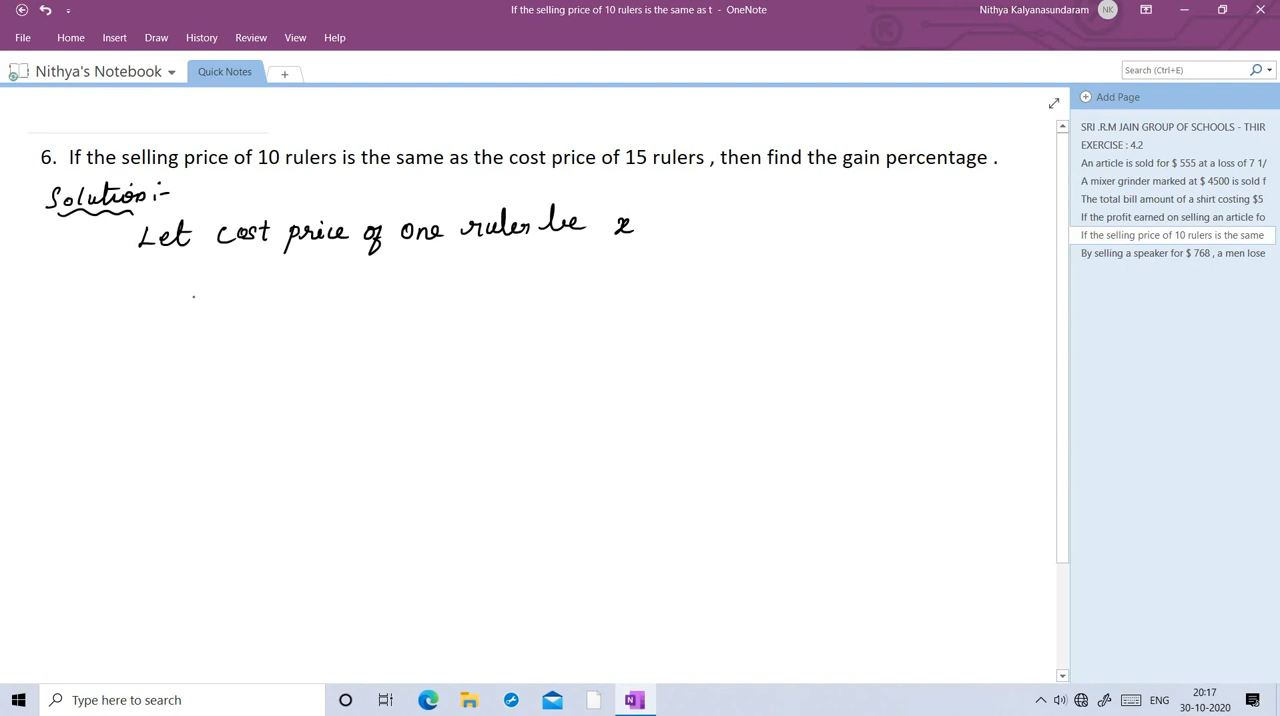 If the selling price of 10 rulers is the same as t - OneNote
Nithya Kalyanasundaram NK
File Home Insert Draw History Review View Help
Nithya's Notebook Quick Notes +
Search (Ctrl+E)
Add Page
6. If the selling price of 10 rulers is the same as the cost price of 15 rulers , then find the gain percentage .
Solution :-
Let cost price of one ruler be x
SRI .R.M JAIN GROUP OF SCHOOLS - THIR
EXERCISE : 4.2
An article is sold for $ 555 at a loss of 7 1/
A mixer grinder marked at $ 4500 is sold f
The total bill amount of a shirt costing $5
If the profit earned on selling an article fo
If the selling price of 10 rulers is the same
By selling a speaker for $ 768 , a men lose
Type here to search
ENG
20:17
30-10-2020